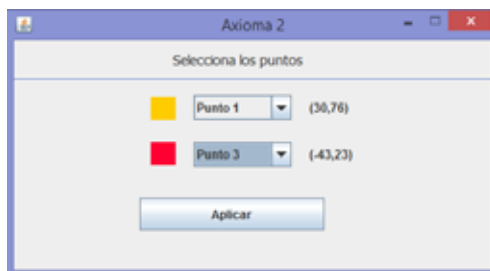 Axioma 2
Selecciona los puntos
Punto 1 (30,76)
Punto 3 (-43,23)
Aplicar